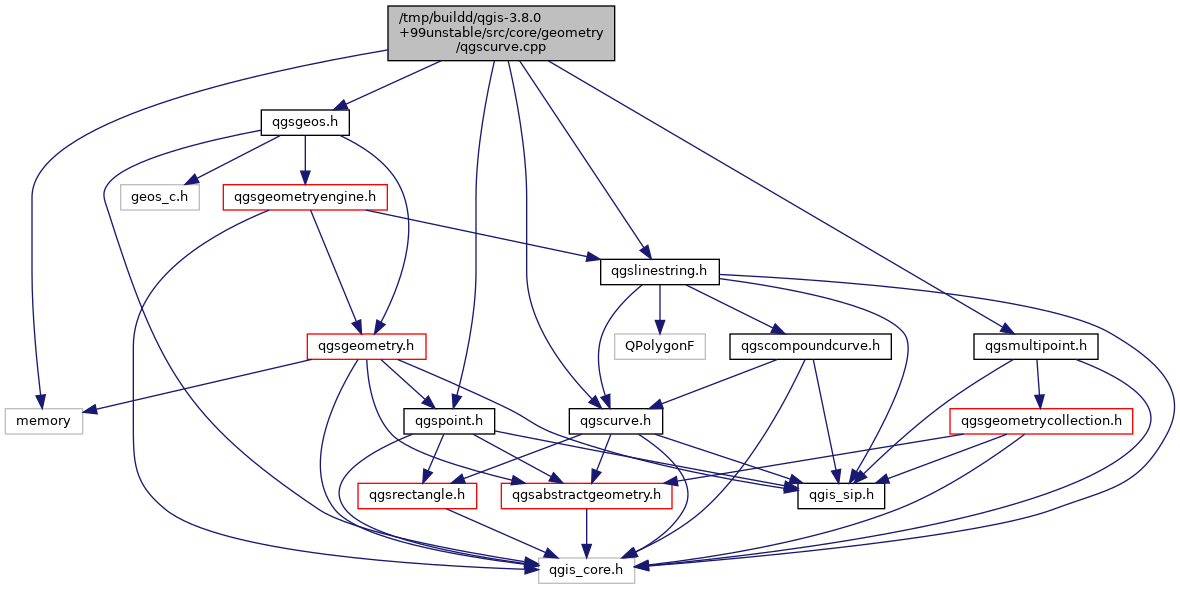 /tmp/buildd/qgis-3.8.0
+99unstable/src/core/geometry
/qgscurve.cpp
qgsgeos.h
geos_c.h
qgsgeometryengine.h
qgslinestring.h
qgsgeometry.h
QPolygonF
qgscompoundcurve.h
qgsmultipoint.h
memory
qgspoint.h
qgscurve.h
qgsgeometrycollection.h
qgsrectangle.h
qgsabstractgeometry.h
qgis_sip.h
qgis_core.h